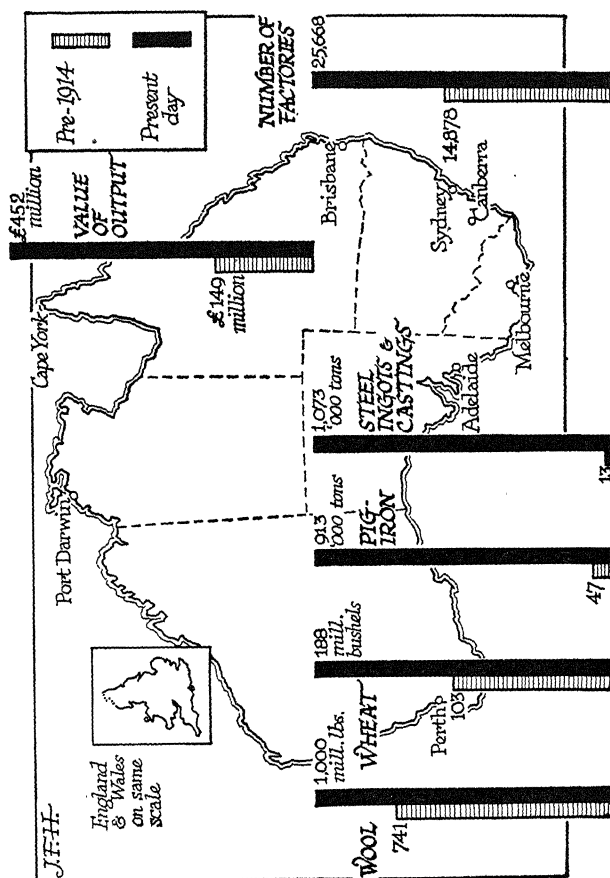 J.F.H.
England
& Wales
on same
scale
Port Darwin
Cape York
£452
million
VALUE
OF
OUTPUT
£149
million
Pre-1914
Present
day
NUMBER OF
FACTORIES
25,668
14,878
Brisbane
Sydney
Canberra
Melbourne
Adelaide
Perth
WOOL
741
1,000
mill. lbs.
WHEAT
103
188
mill.
bushels
PIG-
IRON
47
913
'000 tons
STEEL
INGOTS &
CASTINGS
13
1,073
'000 tons